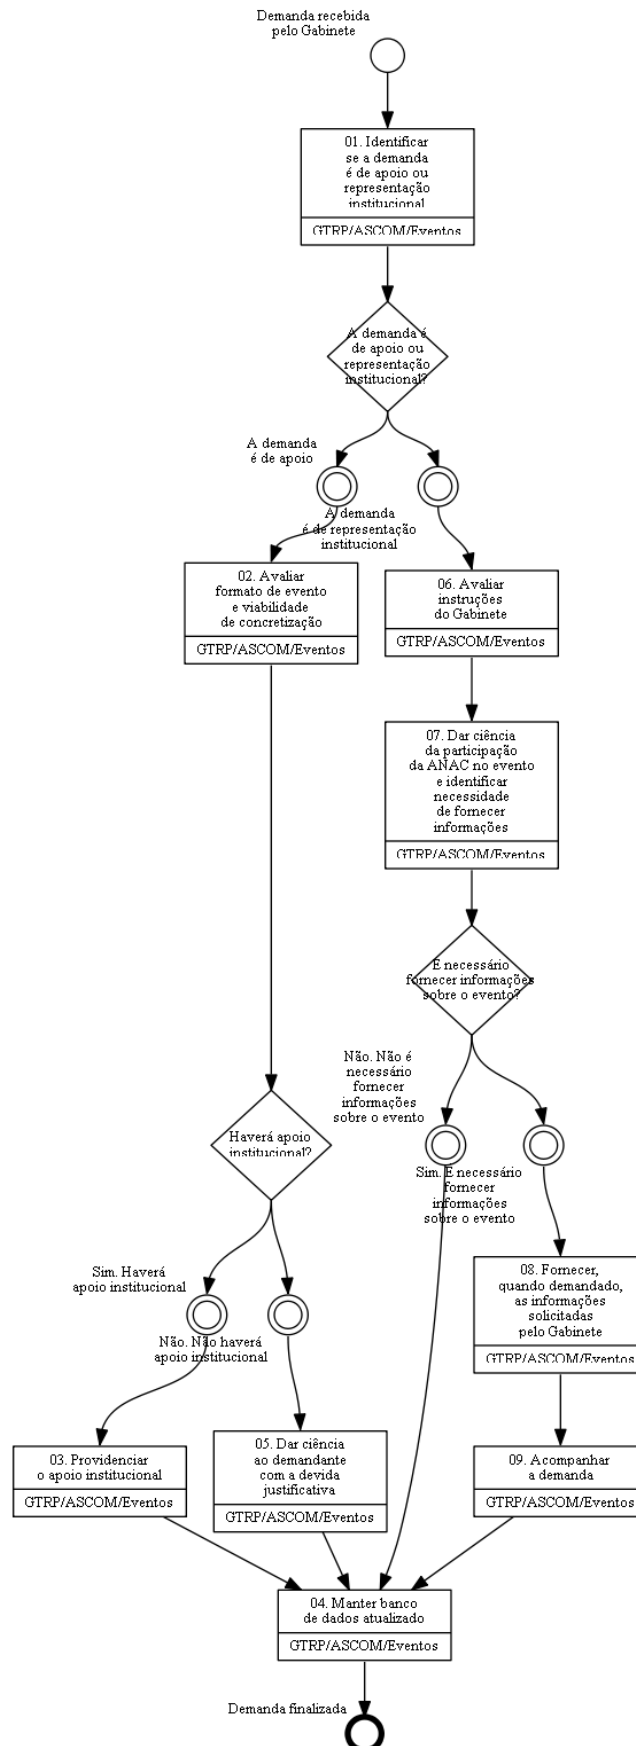 Demanda recebida
pelo Gabinete
01. Identificar
se a demanda
é de apoio ou
representação
institucional
GTRP/ASCOM/Eventos
A demanda é
de apoio ou
representação
institucional?
A demanda
é de apoio
A demanda
é de representação
institucional
02. Avaliar
formato de evento
e viabilidade
de concretização
GTRP/ASCOM/Eventos
06. Avaliar
instruções
do Gabinete
GTRP/ASCOM/Eventos
07. Dar ciência
da participação
da ANAC no evento
e identificar
necessidade
de fornecer
informações
GTRP/ASCOM/Eventos
É necessário
fornecer informações
sobre o evento?
Não. Não é
necessário
fornecer
informações
sobre o evento
Haverá apoio
institucional?
Sim. É necessário
fornecer
informações
sobre o evento
Sim. Haverá
apoio institucional
Não. Não haverá
apoio institucional
08. Fornecer,
quando demandado,
as informações
solicitadas
pelo Gabinete
GTRP/ASCOM/Eventos
03. Providenciar
o apoio institucional
GTRP/ASCOM/Eventos
05. Dar ciência
ao demandante
com a devida
justificativa
GTRP/ASCOM/Eventos
09. Acompanhar
a demanda
GTRP/ASCOM/Eventos
04. Manter banco
de dados atualizado
GTRP/ASCOM/Eventos
Demanda finalizada